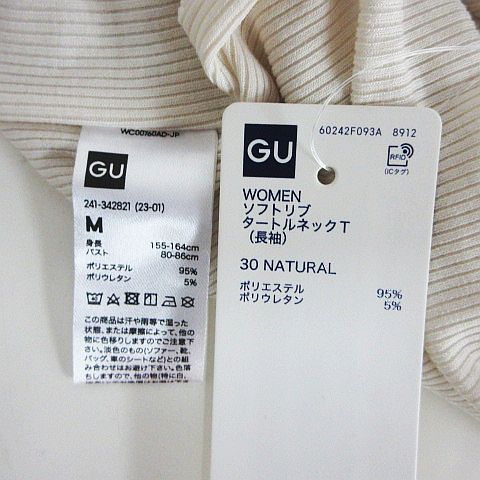 WC00760AD-JP
GU
241-342821 (23-01)
M
身長 155-164cm
バスト 80-86cm
ポリエステル 95%
ポリウレタン 5%
この商品は汗や雨等で湿った
状態、または摩擦によって、他の
物に色移りしますのでご注意下
さい。淡色のもの(ソファー、靴、
バッグ、車のシートなど)との組
み合わせはお避け下さい。色落
ちしますので、他の物(特に白、
60242F093A 8912
GU
RFID
(ICタグ)
WOMEN
ソフトリブ
タートルネックT
(長袖)
30 NATURAL
ポリエステル 95%
ポリウレタン 5%